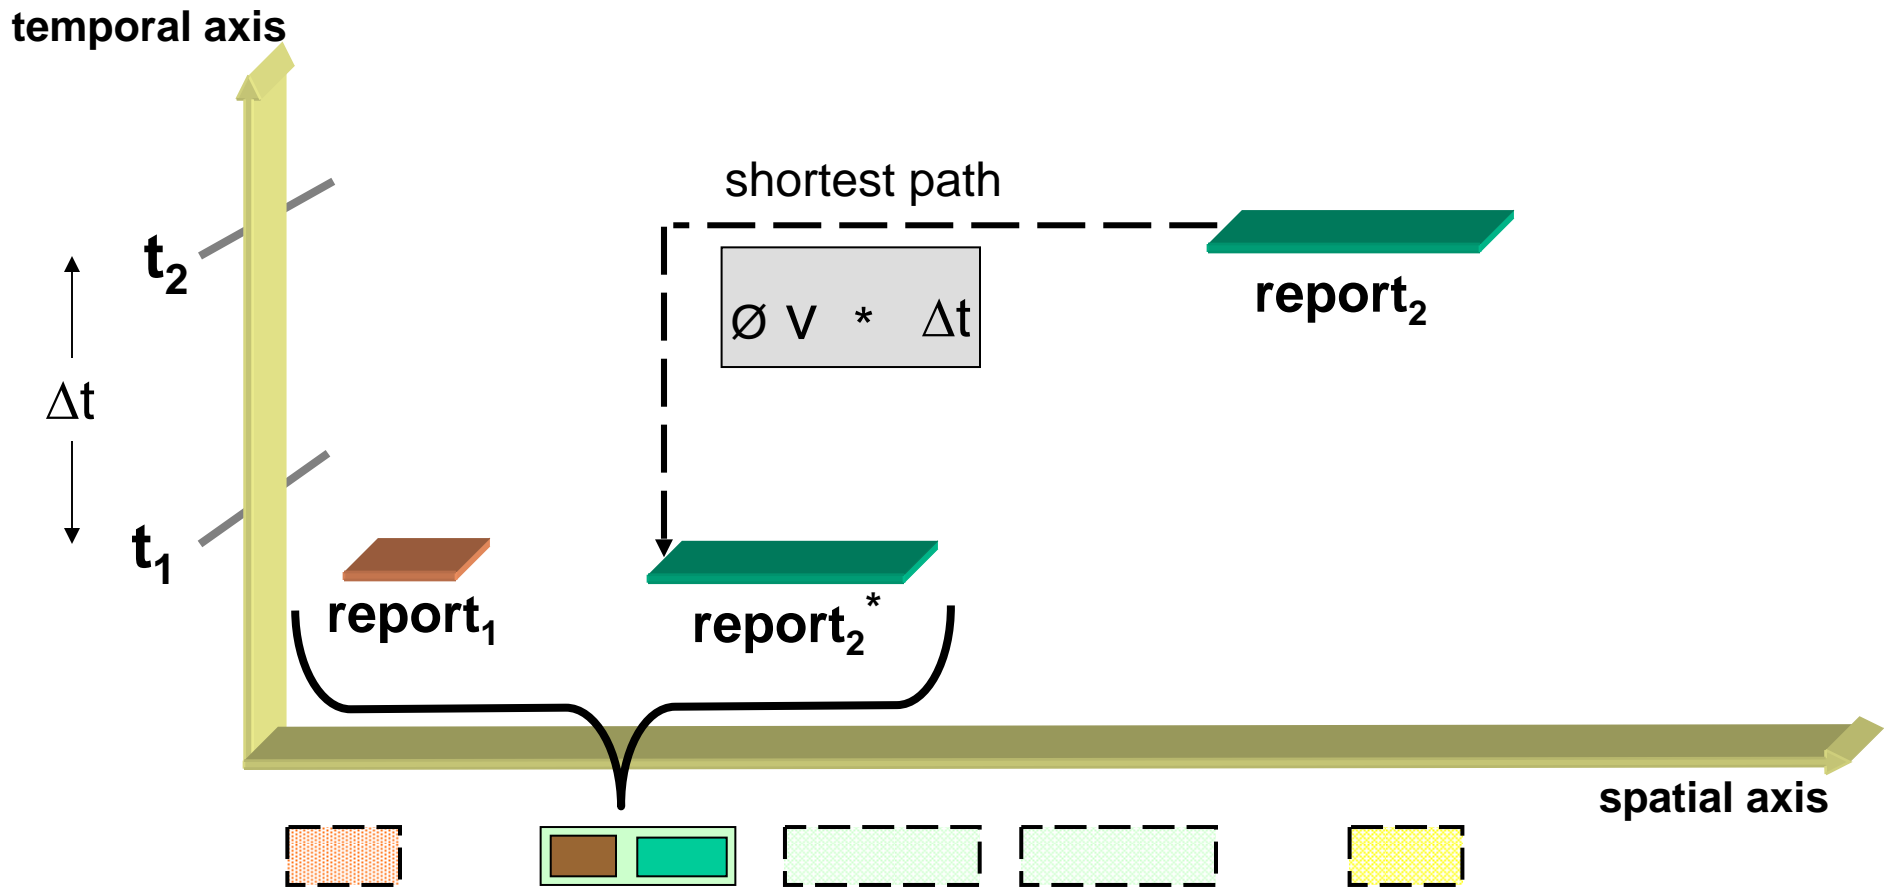 temporal axis
shortest path
t₂
report₂
Ø v * Δt
Δt
t₁
report₁
report₂*
spatial axis